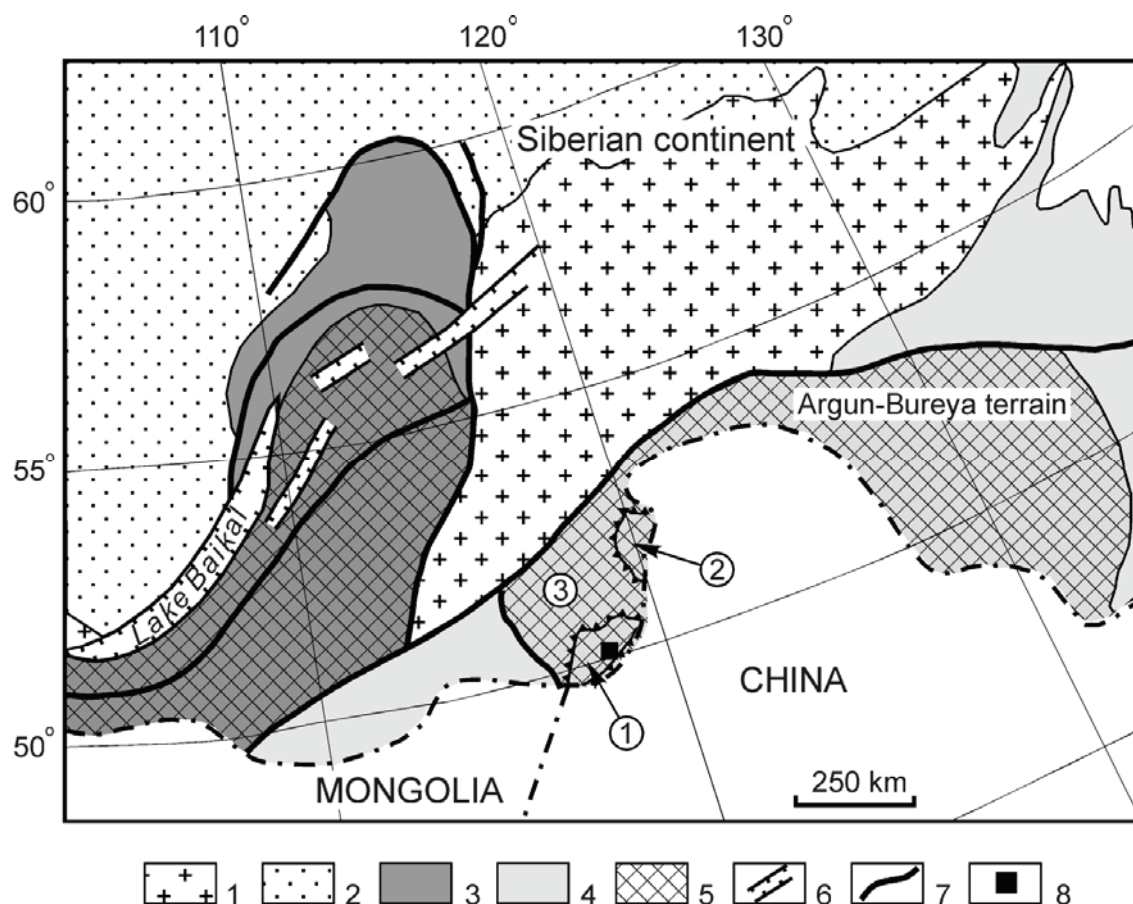 110°
120°
130°
Siberian continent
60°
Argun-Bureya terrain
55°
Lake Baikal
②
③
CHINA
50°
①
MONGOLIA
250 km
1 2 3 4 5 6 7 8